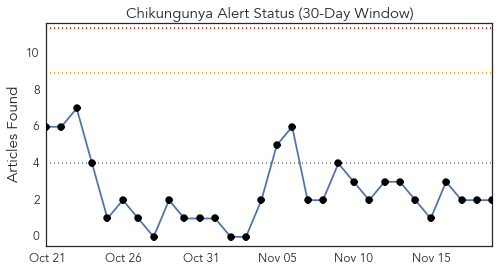 Chikungunya Alert Status (30-Day Window)
Articles Found
10
8
6
4
2
0
Oct 21 Oct 26 Oct 31 Nov 05 Nov 10 Nov 15